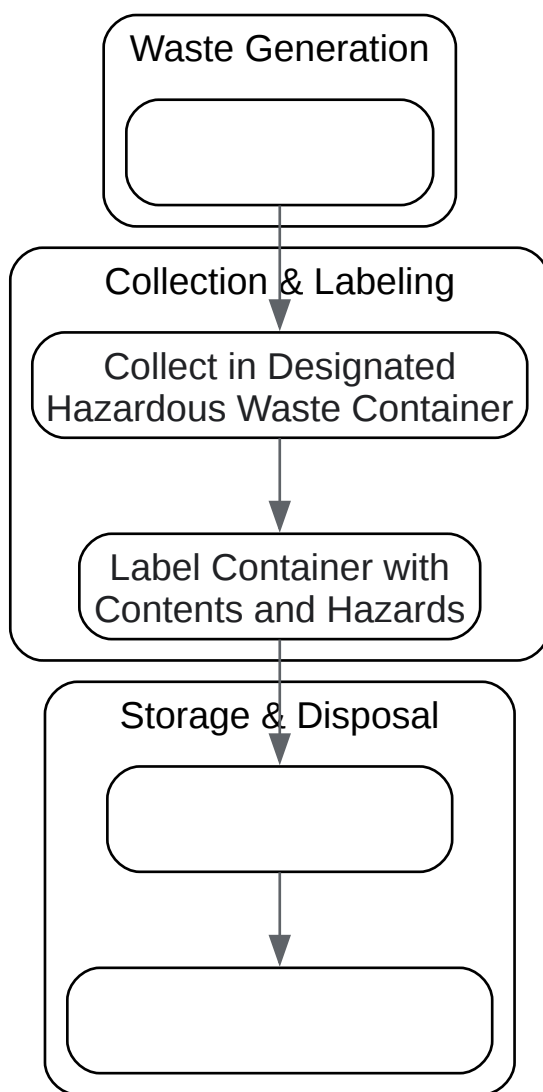 Waste Generation
Collection & Labeling
Collect in Designated
Hazardous Waste Container
Label Container with
Contents and Hazards
Storage & Disposal